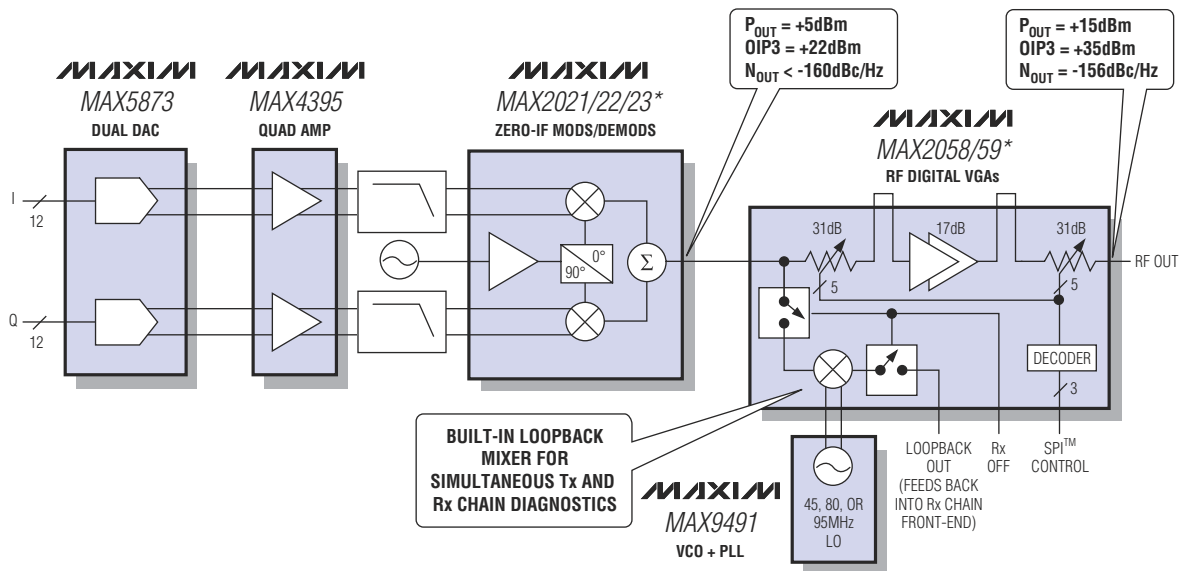 P_OUT = +5dBm
OIP3 = +22dBm
N_OUT < -160dBc/Hz
P_OUT = +15dBm
OIP3 = +35dBm
N_OUT = -156dBc/Hz
MAXIM
MAX5873
DUAL DAC
MAXIM
MAX4395
QUAD AMP
MAXIM
MAX2021/22/23*
ZERO-IF MODS/DEMODS
MAXIM
MAX2058/59*
RF DIGITAL VGAs
I
12
Q
12
90°
0°
Σ
31dB
17dB
31dB
5
5
RF OUT
DECODER
3
BUILT-IN LOOPBACK
MIXER FOR
SIMULTANEOUS Tx AND
Rx CHAIN DIAGNOSTICS
MAXIM
MAX9491
VCO + PLL
45, 80, OR
95MHz
LO
LOOPBACK
OUT
(FEEDS BACK
INTO Rx CHAIN
FRONT-END)
Rx
OFF
SPI™
CONTROL